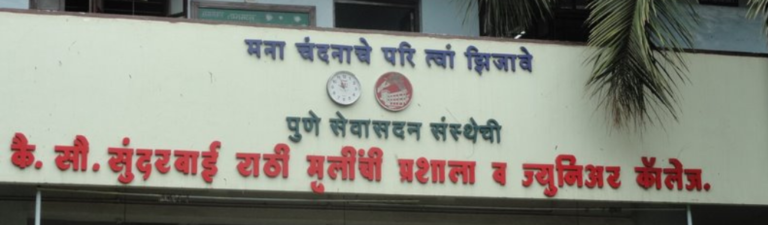 मना चंदनाचे परि त्वां झिजावे
पुणे सेवासदन संस्थेची
कै. सौ. सुंदरबाई राठी मुलींची प्रशाला व ज्युनिअर कॉलेज.